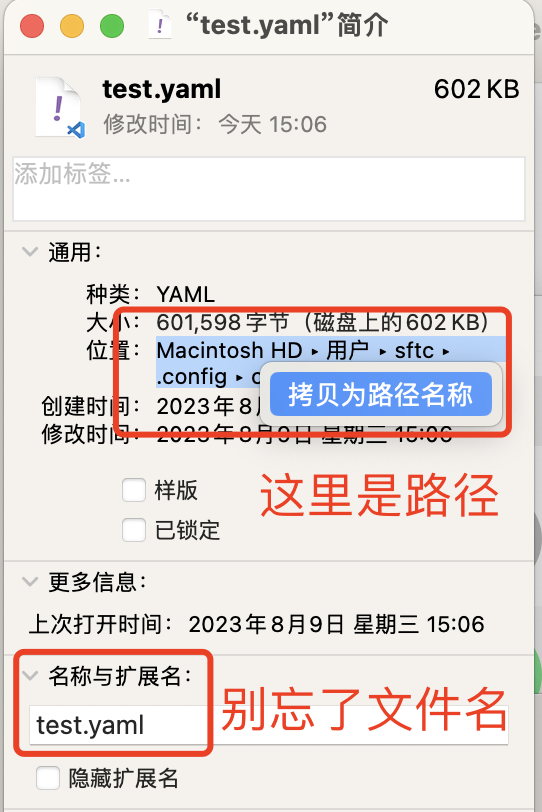 “test.yaml”简介
test.yaml 602 KB
修改时间： 今天 15:06
添加标签...
通用：
种类： YAML
大小： 601,598 字节（磁盘上的602 KB）
位置： Macintosh HD ▸ 用户 ▸ sftc ▸
.config ▸
拷贝为路径名称
创建时间： 2023年8
修改时间： 2023年8月9日 星期三 15:06
这里是路径
样版
已锁定
更多信息：
上次打开时间： 2023年8月9日 星期三 15:06
名称与扩展名：
别忘了文件名
test.yaml
隐藏扩展名